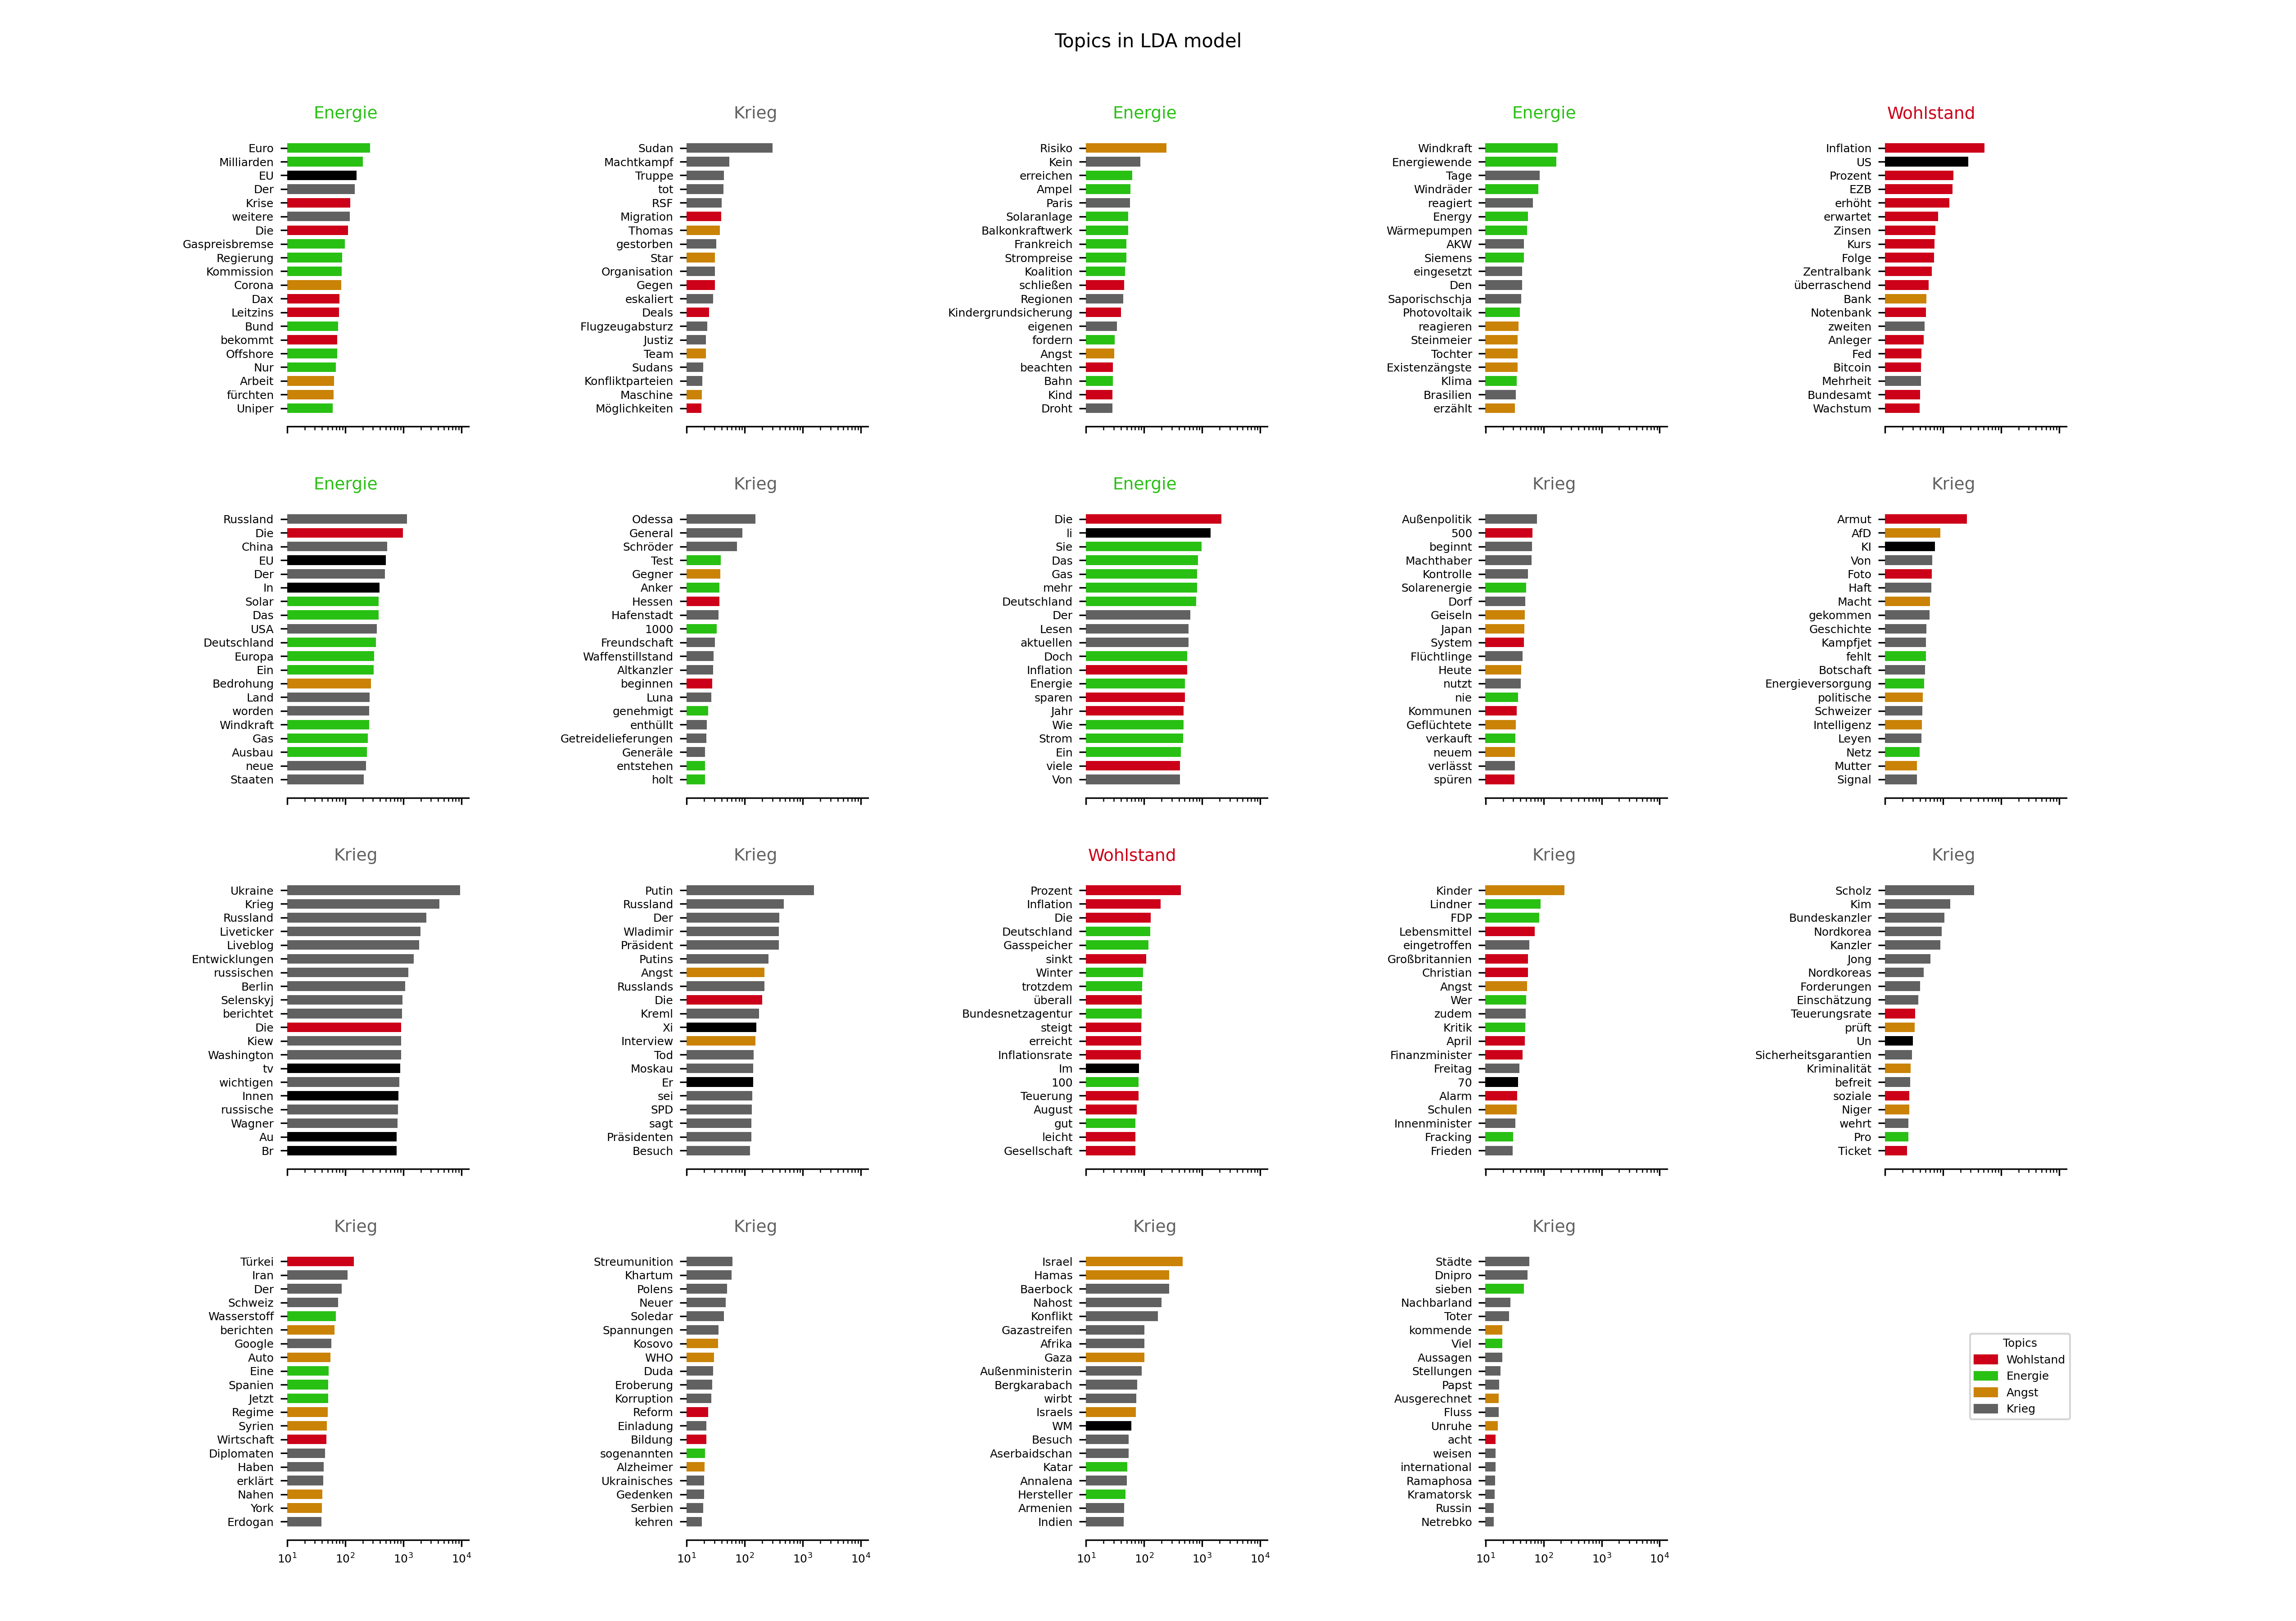 Topics in LDA model
Energie
Euro
Milliarden
EU
Der
Krise
weitere
Die
Gaspreisbremse
Regierung
Kommission
Corona
Dax
Leitzins
Bund
bekommt
Offshore
Nur
Arbeit
fürchten
Uniper
Krieg
Sudan
Machtkampf
Truppe
tot
RSF
Migration
Thomas
gestorben
Star
Organisation
Gegen
eskaliert
Deals
Flugzeugabsturz
Justiz
Team
Sudans
Konfliktparteien
Maschine
Möglichkeiten
Energie
Risiko
Kein
erreichen
Ampel
Paris
Solaranlage
Balkonkraftwerk
Frankreich
Strompreise
Koalition
schließen
Regionen
Kindergrundsicherung
eigenen
fordern
Angst
beachten
Bahn
Kind
Droht
Energie
Windkraft
Energiewende
Tage
Windräder
reagiert
Energy
Wärmepumpen
AKW
Siemens
eingesetzt
Den
Saporischschja
Photovoltaik
reagieren
Steinmeier
Tochter
Existenzängste
Klima
Brasilien
erzählt
Wohlstand
Inflation
US
Prozent
EZB
erhöht
erwartet
Zinsen
Kurs
Folge
Zentralbank
überraschend
Bank
Notenbank
zweiten
Anleger
Fed
Bitcoin
Mehrheit
Bundesamt
Wachstum
Energie
Russland
Die
China
EU
Der
In
Solar
Das
USA
Deutschland
Europa
Ein
Bedrohung
Land
worden
Windkraft
Gas
Ausbau
neue
Staaten
Krieg
Odessa
General
Schröder
Test
Gegner
Anker
Hessen
Hafenstadt
1000
Freundschaft
Waffenstillstand
Altkanzler
beginnen
Luna
genehmigt
enthüllt
Getreidelieferungen
Generäle
entstehen
holt
Energie
Die
li
Sie
Das
Gas
mehr
Deutschland
Der
Lesen
aktuellen
Doch
Inflation
Energie
sparen
Jahr
Wie
Strom
Ein
viele
Von
Krieg
Außenpolitik
500
beginnt
Machthaber
Kontrolle
Solarenergie
Dorf
Geiseln
Japan
System
Flüchtlinge
Heute
nutzt
nie
Kommunen
Geflüchtete
verkauft
neuem
verlässt
spüren
Krieg
Armut
AfD
KI
Von
Foto
Haft
Macht
gekommen
Geschichte
Kampfjet
fehlt
Botschaft
Energieversorgung
politische
Schweizer
Intelligenz
Leyen
Netz
Mutter
Signal
Krieg
Ukraine
Krieg
Russland
Liveticker
Liveblog
Entwicklungen
russischen
Berlin
Selenskyj
berichtet
Die
Kiew
Washington
tv
wichtigen
Innen
russische
Wagner
Au
Br
Krieg
Putin
Russland
Der
Wladimir
Präsident
Putins
Angst
Russlands
Die
Kreml
Xi
Interview
Tod
Moskau
Er
sei
SPD
sagt
Präsidenten
Besuch
Wohlstand
Prozent
Inflation
Die
Deutschland
Gasspeicher
sinkt
Winter
trotzdem
überall
Bundesnetzagentur
steigt
erreicht
Inflationsrate
Im
100
Teuerung
August
gut
leicht
Gesellschaft
Krieg
Kinder
Lindner
FDP
Lebensmittel
eingetroffen
Großbritannien
Christian
Angst
Wer
zudem
Kritik
April
Finanzminister
Freitag
70
Alarm
Schulen
Innenminister
Fracking
Frieden
Krieg
Scholz
Kim
Bundeskanzler
Nordkorea
Kanzler
Jong
Nordkoreas
Forderungen
Einschätzung
Teuerungsrate
prüft
Un
Sicherheitsgarantien
Kriminalität
befreit
soziale
Niger
wehrt
Pro
Ticket
Krieg
Türkei
Iran
Der
Schweiz
Wasserstoff
berichten
Google
Auto
Eine
Spanien
Jetzt
Regime
Syrien
Wirtschaft
Diplomaten
Haben
erklärt
Nahen
York
Erdogan
10¹ 10² 10³ 10⁴
Krieg
Streumunition
Khartum
Polens
Neuer
Soledar
Spannungen
Kosovo
WHO
Duda
Eroberung
Korruption
Reform
Einladung
Bildung
sogenannten
Alzheimer
Ukrainisches
Gedenken
Serbien
kehren
10¹ 10² 10³ 10⁴
Krieg
Israel
Hamas
Baerbock
Nahost
Konflikt
Gazastreifen
Afrika
Gaza
Außenministerin
Bergkarabach
wirbt
Israels
WM
Besuch
Aserbaidschan
Katar
Annalena
Hersteller
Armenien
Indien
10¹ 10² 10³ 10⁴
Krieg
Städte
Dnipro
sieben
Nachbarland
Toter
kommende
Viel
Aussagen
Stellungen
Papst
Ausgerechnet
Fluss
Unruhe
acht
weisen
international
Ramaphosa
Kramatorsk
Russin
Netrebko
10¹ 10² 10³ 10⁴
Topics
Wohlstand
Energie
Angst
Krieg